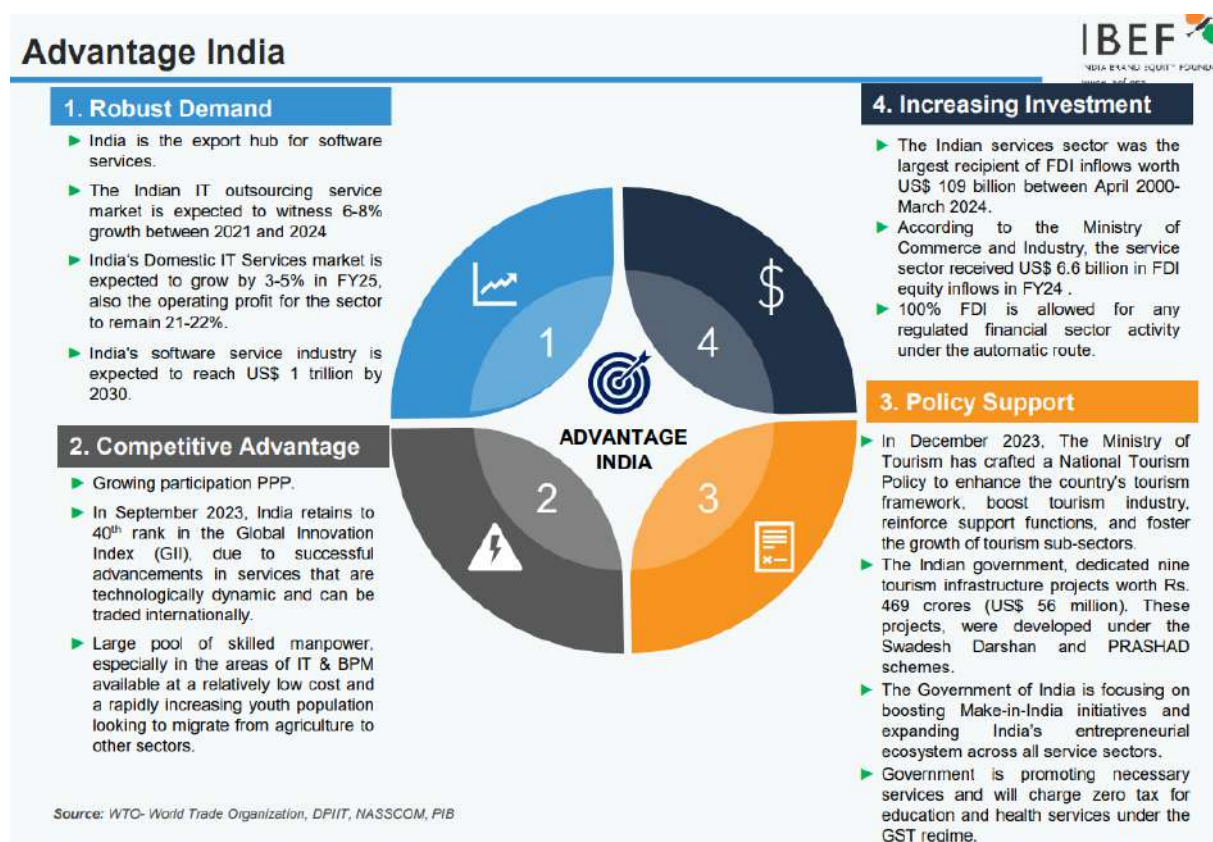 Advantage India
IBEF
INDIA BRAND EQUITY FOUND
1. Robust Demand
► India is the export hub for software
services.
► The Indian IT outsourcing service
market is expected to witness 6-8%
growth between 2021 and 2024
► India's Domestic IT Services market is
expected to grow by 3-5% in FY25,
also the operating profit for the sector
to remain 21-22%.
► India's software service industry is
expected to reach US$ 1 trillion by
2030.
2. Competitive Advantage
► Growing participation PPP.
► In September 2023, India retains to
40th rank in the Global Innovation
Index (GII), due to successful
advancements in services that are
technologically dynamic and can be
traded internationally.
► Large pool of skilled manpower,
especially in the areas of IT & BPM
available at a relatively low cost and
a rapidly increasing youth population
looking to migrate from agriculture to
other sectors.
1
4
ADVANTAGE
INDIA
2
3
4. Increasing Investment
► The Indian services sector was the
largest recipient of FDI inflows worth
US$ 109 billion between April 2000-
March 2024.
► According to the Ministry of
Commerce and Industry, the service
sector received US$ 6.6 billion in FDI
equity inflows in FY24 .
► 100% FDI is allowed for any
regulated financial sector activity
under the automatic route.
3. Policy Support
► In December 2023, The Ministry of
Tourism has crafted a National Tourism
Policy to enhance the country's tourism
framework, boost tourism industry,
reinforce support functions, and foster
the growth of tourism sub-sectors.
► The Indian government, dedicated nine
tourism infrastructure projects worth Rs.
469 crores (US$ 56 million). These
projects, were developed under the
Swadesh Darshan and PRASHAD
schemes.
► The Government of India is focusing on
boosting Make-in-India initiatives and
expanding India's entrepreneurial
ecosystem across all service sectors.
► Government is promoting necessary
services and will charge zero tax for
education and health services under the
GST regime.
Source: WTO- World Trade Organization, DPIIT, NASSCOM, PIB